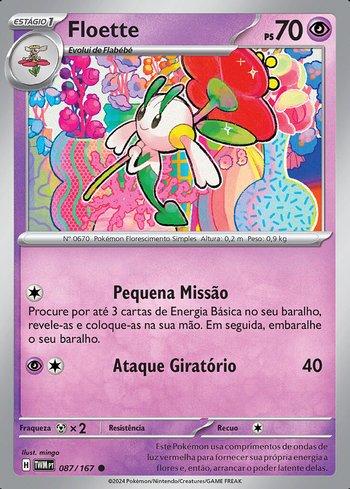 ESTÁGIO 1
Floette
PS 70
Evolui de Flabébé
Nº 0670 Pokémon Florescimento Simples Altura: 0,2 m Peso: 0,9 kg
Pequena Missão
Procure por até 3 cartas de Energia Básica no seu baralho,
revele-as e coloque-as na sua mão. Em seguida, embaralhe
o seu baralho.
Ataque Giratório 40
Fraqueza ×2 Resistência Recuo
Ilust. mingo
H TWM PT 087/167
Este Pokémon usa comprimentos de ondas de
luz vermelha para fornecer sua própria energia a
flores e, então, arrancar o poder latente delas.
©2024 Pokémon/Nintendo/Creatures/GAME FREAK